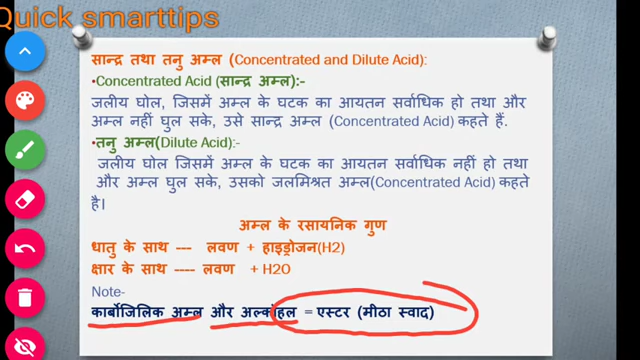 Quick smarttips
सान्द्र तथा तनु अम्ल (Concentrated and Dilute Acid):
•Concentrated Acid (सान्द्र अम्ल):-
जलीय घोल, जिसमें अम्ल के घटक का आयतन सर्वाधिक हो तथा और
अम्ल नहीं घुल सके, उसे सान्द्र अम्ल (Concentrated Acid) कहते हैं.
•तनु अम्ल(Dilute Acid):-
जलीय घोल जिसमें अम्ल के घटक का आयतन सर्वाधिक नहीं हो तथा
और अम्ल घुल सके, उसको जलमिश्रत अम्ल(Concentrated Acid) कहते
है।
अम्ल के रसायनिक गुण
धातु के साथ --- लवण + हाइड्रोजन(H2)
क्षार के साथ ---- लवण + H2O
Note-
कार्बोजिलिक अम्ल और अल्कोहल = एस्टर (मीठा स्वाद)